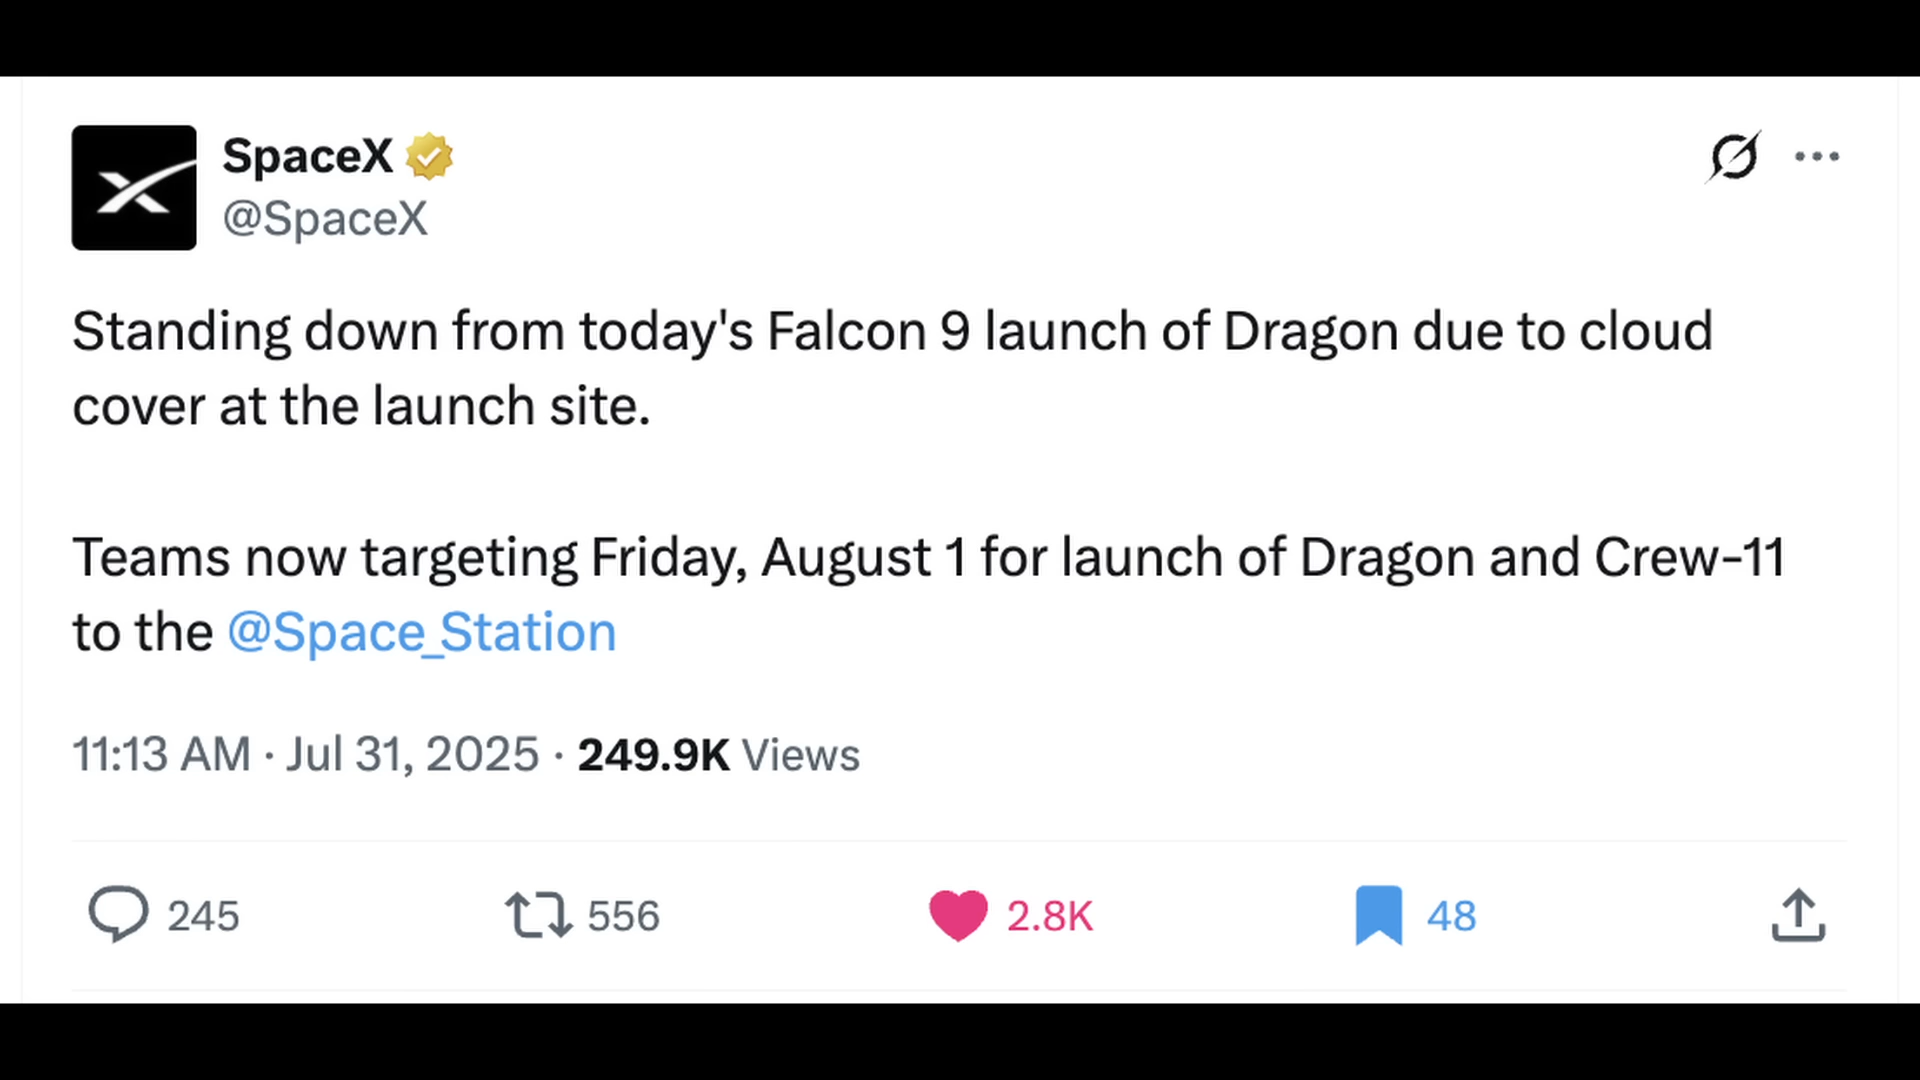 SpaceX
@SpaceX
Standing down from today's Falcon 9 launch of Dragon due to cloud
cover at the launch site.
Teams now targeting Friday, August 1 for launch of Dragon and Crew-11
to the @Space_Station
11:13 AM · Jul 31, 2025 · 249.9K Views
245 556 2.8K 48